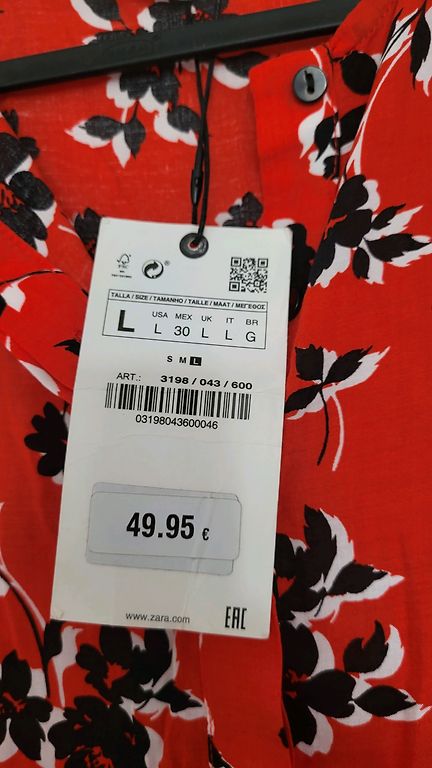 FSC
®
TALLA / SIZE / TAMANHO / TAILLE / MAAT / ΜΕΓΕΘΟΣ
L USA MEX UK IT BR
L 30 L L G
S M L
ART.: 3198 / 043 / 600
03198043600046
49.95 €
www.zara.com EAC